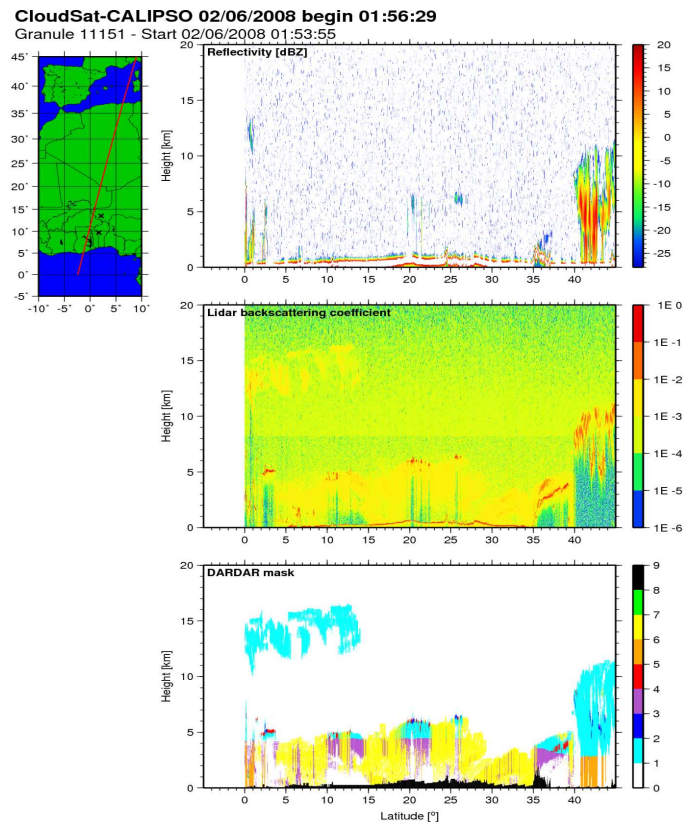 CloudSat-CALIPSO 02/06/2008 begin 01:56:29
Granule 11151 - Start 02/06/2008 01:53:55
45˚
40˚
35˚
30˚
25˚
20˚
15˚
10˚
5˚
0˚
-5˚
-10˚ -5˚ 0˚ 5˚ 10˚
Reflectivity [dBZ]
Height [km]
20
15
10
5
0
0 5 10 15 20 25 30 35 40
20
15
10
5
0
-5
-10
-15
-20
-25
Lidar backscattering coefficient
Height [km]
20
15
10
5
0
0 5 10 15 20 25 30 35 40
1E 0
1E -1
1E -2
1E -3
1E -4
1E -5
1E -6
DARDAR mask
Height [km]
20
15
10
5
0
0 5 10 15 20 25 30 35 40
Latitude [º]
9
8
7
6
5
4
3
2
1
0